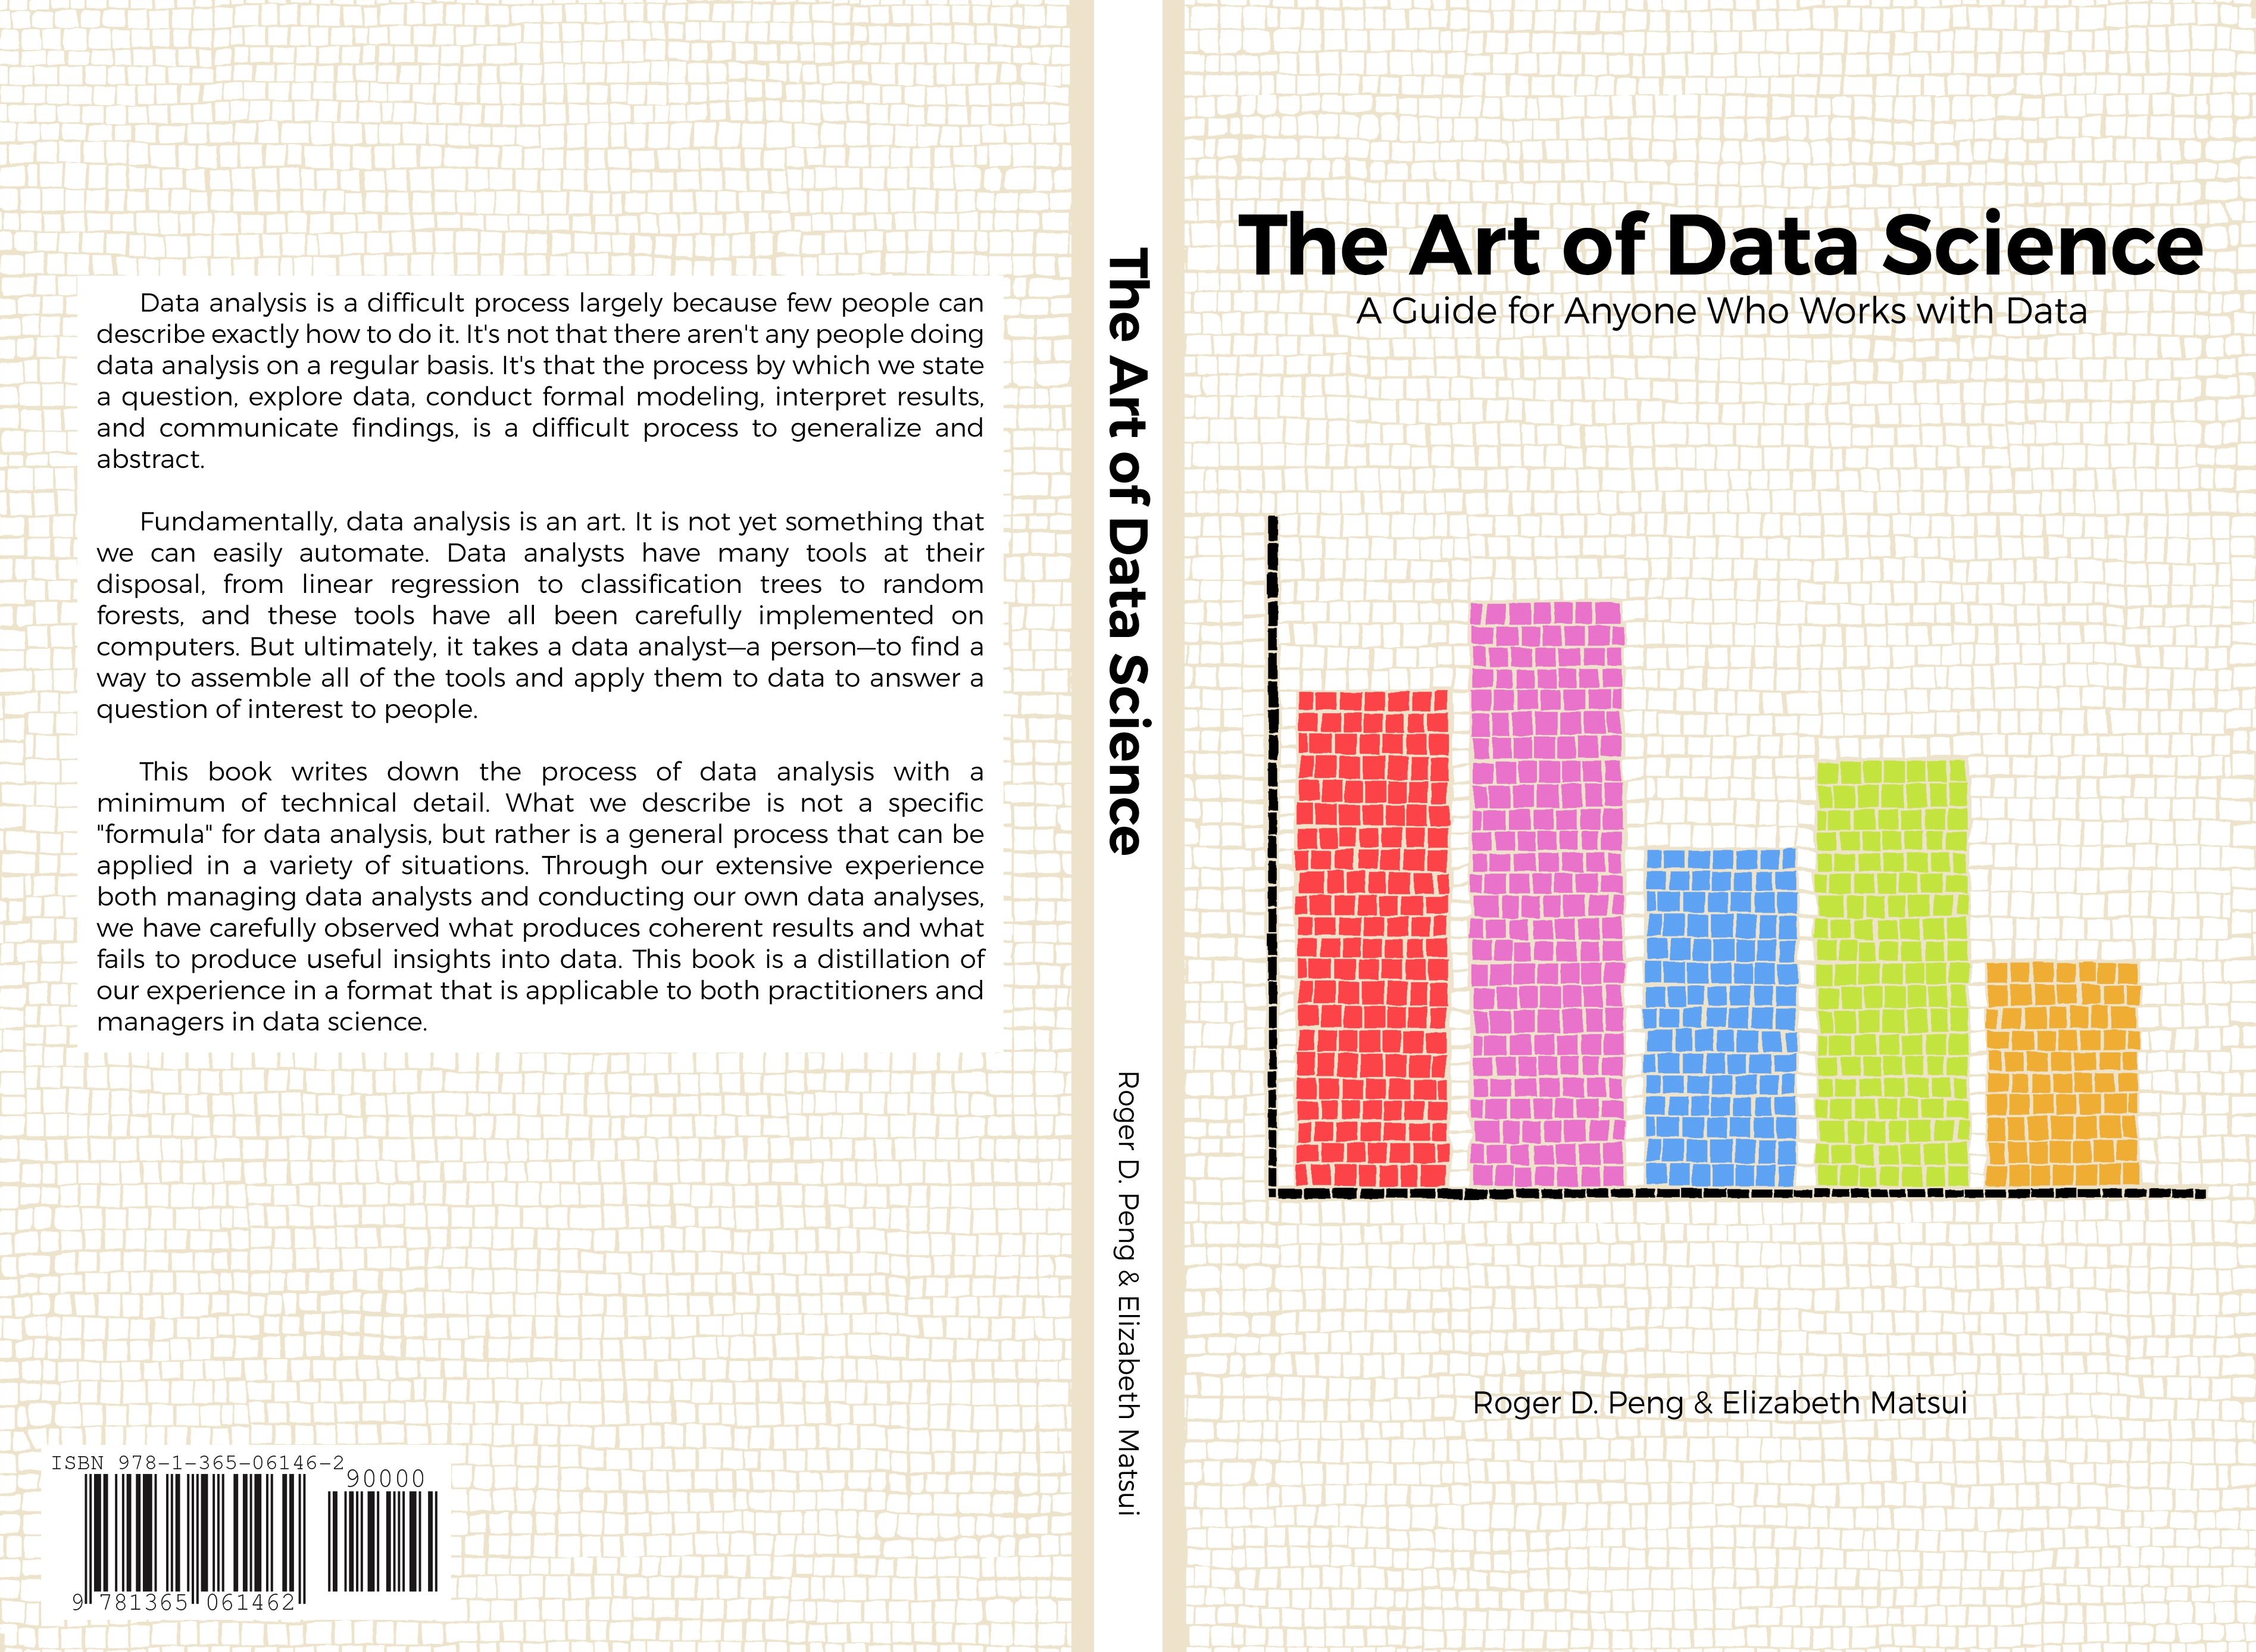 Data analysis is a difficult process largely because few people can
describe exactly how to do it. It's not that there aren't any people doing
data analysis on a regular basis. It's that the process by which we state
a question, explore data, conduct formal modeling, interpret results,
and communicate findings, is a difficult process to generalize and
abstract.
Fundamentally, data analysis is an art. It is not yet something that
we can easily automate. Data analysts have many tools at their
disposal, from linear regression to classification trees to random
forests, and these tools have all been carefully implemented on
computers. But ultimately, it takes a data analyst—a person—to find a
way to assemble all of the tools and apply them to data to answer a
question of interest to people.
This book writes down the process of data analysis with a
minimum of technical detail. What we describe is not a specific
"formula" for data analysis, but rather is a general process that can be
applied in a variety of situations. Through our extensive experience
both managing data analysts and conducting our own data analyses,
we have carefully observed what produces coherent results and what
fails to produce useful insights into data. This book is a distillation of
our experience in a format that is applicable to both practitioners and
managers in data science.
ISBN 978-1-365-06146-2
90000
9 781365 061462
The Art of Data Science
Roger D. Peng & Elizabeth Matsui
The Art of Data Science
A Guide for Anyone Who Works with Data
Roger D. Peng & Elizabeth Matsui